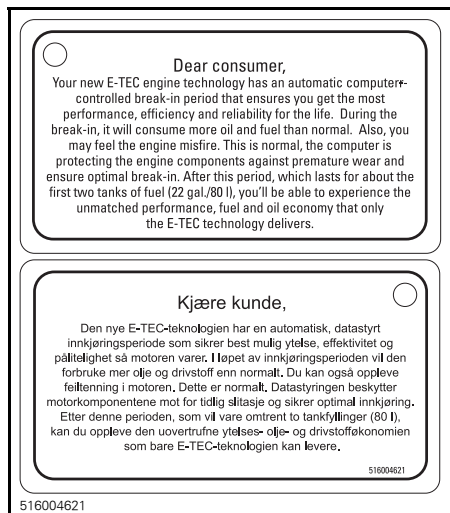 Dear consumer,
Your new E-TEC engine technology has an automatic computer-
controlled break-in period that ensures you get the most
performance, efficiency and reliability for the life. During the
break-in, it will consume more oil and fuel than normal. Also, you
may feel the engine misfire. This is normal, the computer is
protecting the engine components against premature wear and
ensure optimal break-in. After this period, which lasts for about the
first two tanks of fuel (22 gal./80 l), you'll be able to experience the
unmatched performance, fuel and oil economy that only
the E-TEC technology delivers.
Kjære kunde,
Den nye E-TEC-teknologien har en automatisk, datastyrt
innkjøringsperiode som sikrer best mulig ytelse, effektivitet og
pålitelighet så motoren varer. I løpet av innkjøringsperioden vil den
forbruke mer olje og drivstoff enn normalt. Du kan også oppleve
feiltenning i motoren. Dette er normalt. Datastyringen beskytter
motorkomponentene mot for tidlig slitasje og sikrer optimal innkjøring.
Etter denne perioden, som vil vare omtrent to tankfyllinger (80 l),
kan du oppleve den uovertrufne ytelses- olje- og drivstofføkonomien
som bare E-TEC-teknologien kan levere.
516004621
516004621